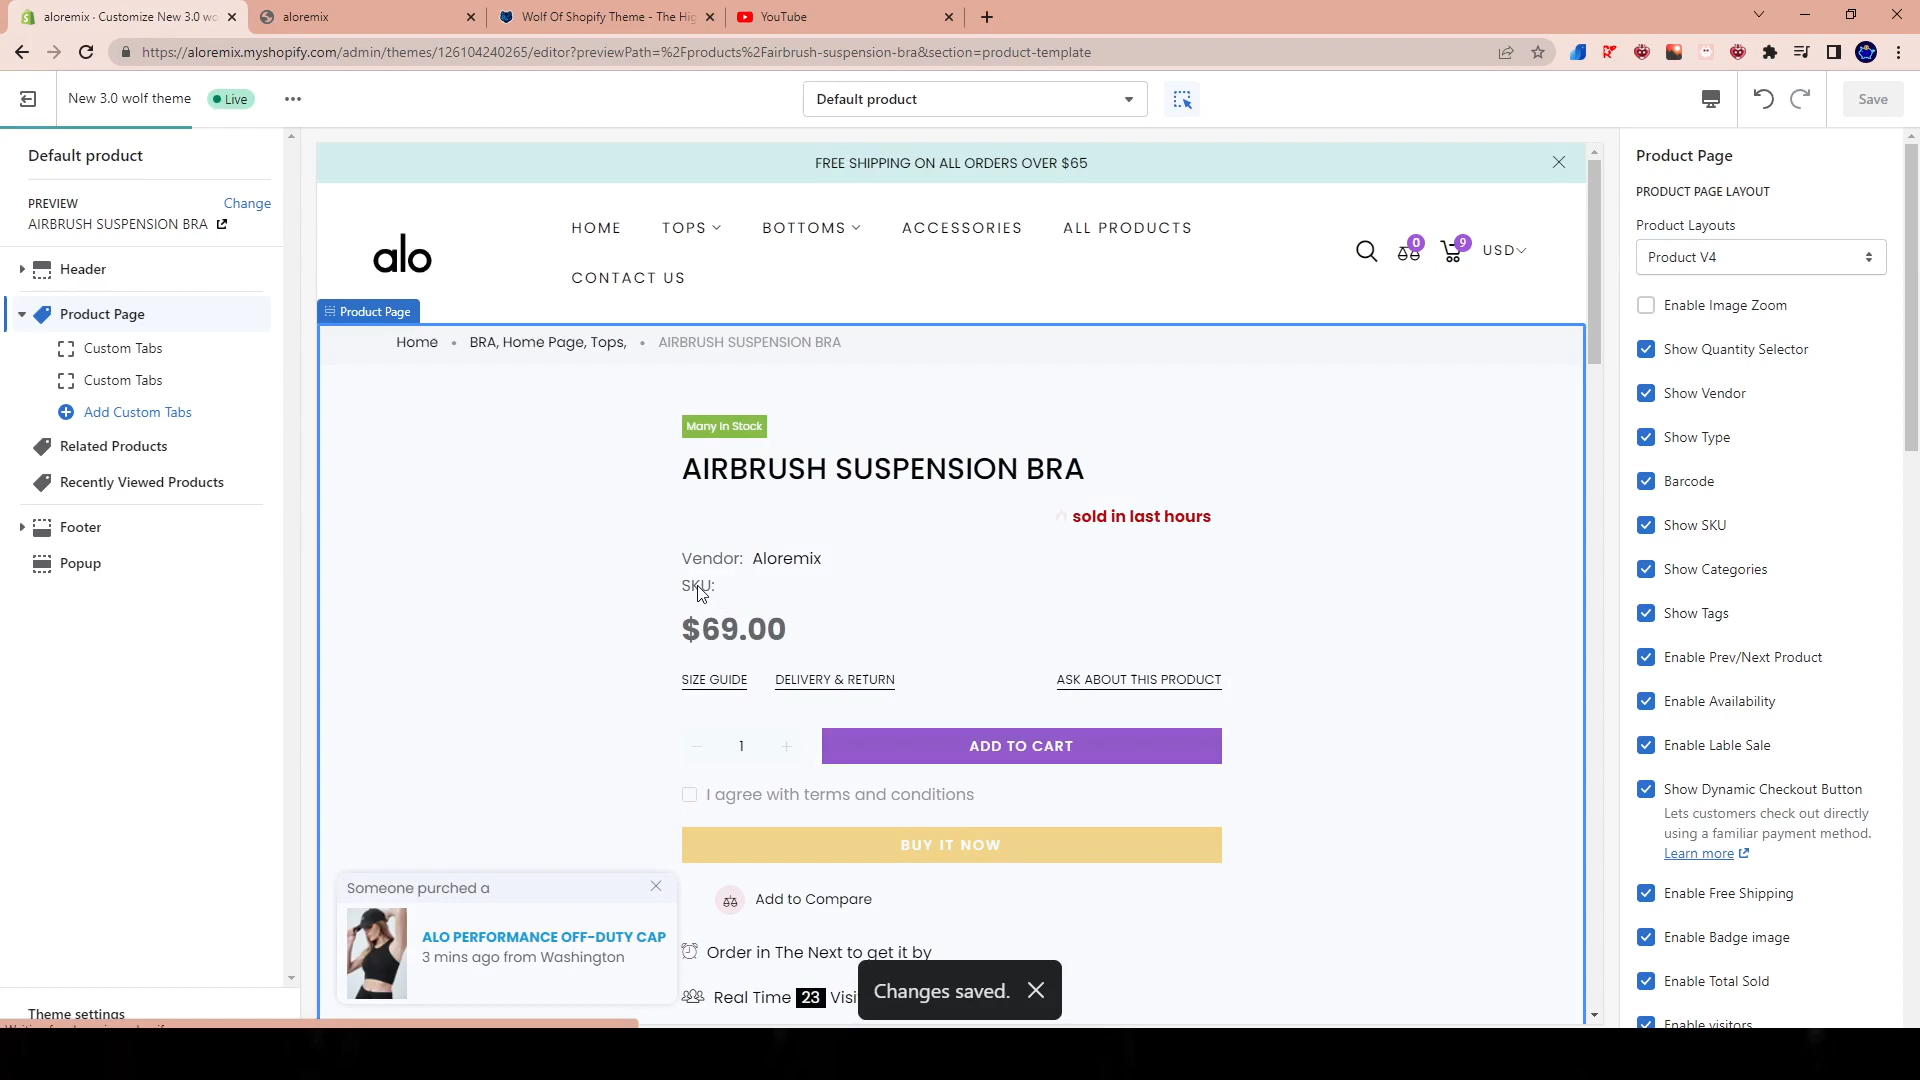 aloremix · Customize New 3.0 wo
aloremix
Wolf Of Shopify Theme - The Hig
YouTube
https://aloremix.myshopify.com/admin/themes/126104240265/editor?previewPath=%2Fproducts%2Fairbrush-suspension-bra&section=product-template
New 3.0 wolf theme
Live
Default product
Save
Default product
PREVIEW
Change
AIRBRUSH SUSPENSION BRA
Header
Product Page
Custom Tabs
Custom Tabs
Add Custom Tabs
Related Products
Recently Viewed Products
Footer
Popup
Theme settings
FREE SHIPPING ON ALL ORDERS OVER $65
alo
HOME
TOPS
BOTTOMS
ACCESSORIES
ALL PRODUCTS
CONTACT US
0
9
USD
Product Page
Home • BRA, Home Page, Tops, • AIRBRUSH SUSPENSION BRA
Many In Stock
AIRBRUSH SUSPENSION BRA
sold in last hours
Vendor: Aloremix
SKU:
$69.00
SIZE GUIDE
DELIVERY & RETURN
ASK ABOUT THIS PRODUCT
− 1 +
ADD TO CART
I agree with terms and conditions
BUY IT NOW
Add to Compare
Order in The Next to get it by
Real Time 23 Visi
Someone purched a
ALO PERFORMANCE OFF-DUTY CAP
3 mins ago from Washington
Changes saved.
Product Page
PRODUCT PAGE LAYOUT
Product Layouts
Product V4
Enable Image Zoom
Show Quantity Selector
Show Vendor
Show Type
Barcode
Show SKU
Show Categories
Show Tags
Enable Prev/Next Product
Enable Availability
Enable Lable Sale
Show Dynamic Checkout Button
Lets customers check out directly
using a familiar payment method.
Learn more
Enable Free Shipping
Enable Badge image
Enable Total Sold
Enable visitors